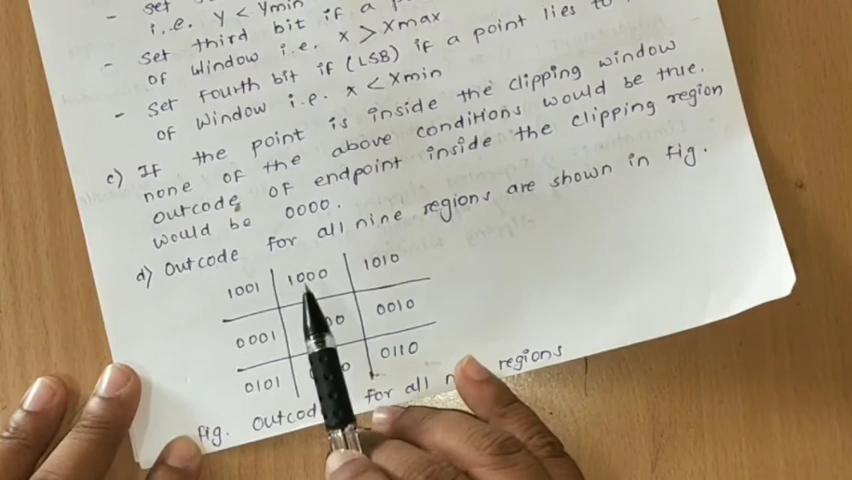 - set
i.e. Y < Ymin
- set third bit if a
of window i.e. x > xmax
- set fourth bit if (LSB) if a point lies to
of window i.e. x < xmin
c) If the point is inside the clipping window
none of the above conditions would be true.
outcode of endpoint inside the clipping region
would be 0000.
d) outcode for all nine regions are shown in fig.
1001 1000 1010
0001 00 0010
0101 0110
fig. outcod for all regions